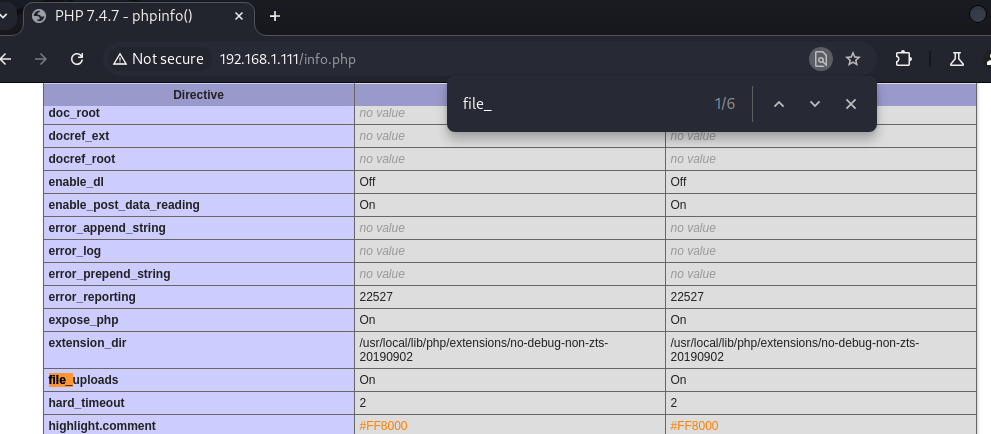 PHP 7.4.7 - phpinfo()
Not secure 192.168.1.111/info.php
file_ 1/6
Directive
doc_root no value
docref_ext no value no value
docref_root no value no value
enable_dl Off Off
enable_post_data_reading On On
error_append_string no value no value
error_log no value no value
error_prepend_string no value no value
error_reporting 22527 22527
expose_php On On
extension_dir /usr/local/lib/php/extensions/no-debug-non-zts- /usr/local/lib/php/extensions/no-debug-non-zts-
20190902 20190902
file_uploads On On
hard_timeout 2 2
highlight.comment #FF8000 #FF8000